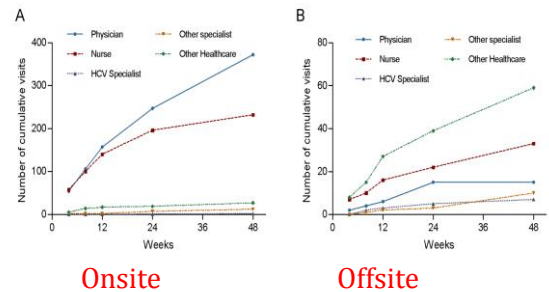 A
Physician
Other specialist
Nurse
Other Healthcare
HCV Specialist
Number of cumulative visits
400
300
200
100
0
0
12
24
36
48
Weeks
Onsite
B
Physician
Other specialist
Nurse
Other Healthcare
HCV Specialist
Number of cumulative visits
80
60
40
20
0
0
12
24
36
48
Weeks
Offsite